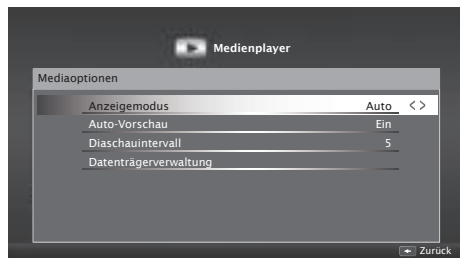 Medienplayer
Mediaoptionen
Anzeigemodus Auto < >
Auto-Vorschau Ein
Diaschauintervall 5
Datenträgerverwaltung
Zurück